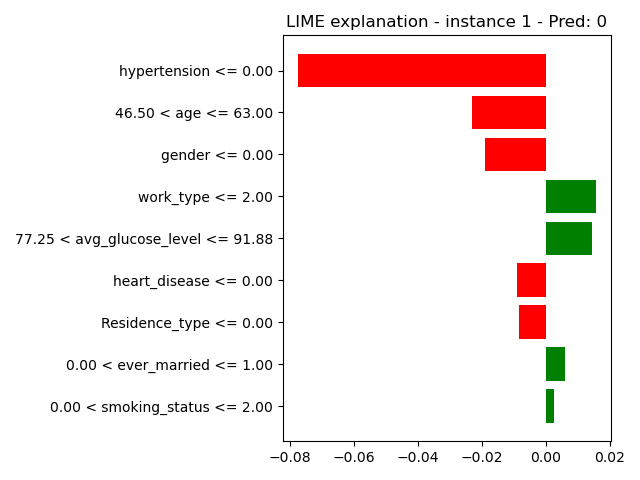 LIME explanation - instance 1 - Pred: 0
hypertension <= 0.00
46.50 < age <= 63.00
gender <= 0.00
work_type <= 2.00
77.25 < avg_glucose_level <= 91.88
heart_disease <= 0.00
Residence_type <= 0.00
0.00 < ever_married <= 1.00
0.00 < smoking_status <= 2.00
−0.08 −0.06 −0.04 −0.02 0.00 0.02